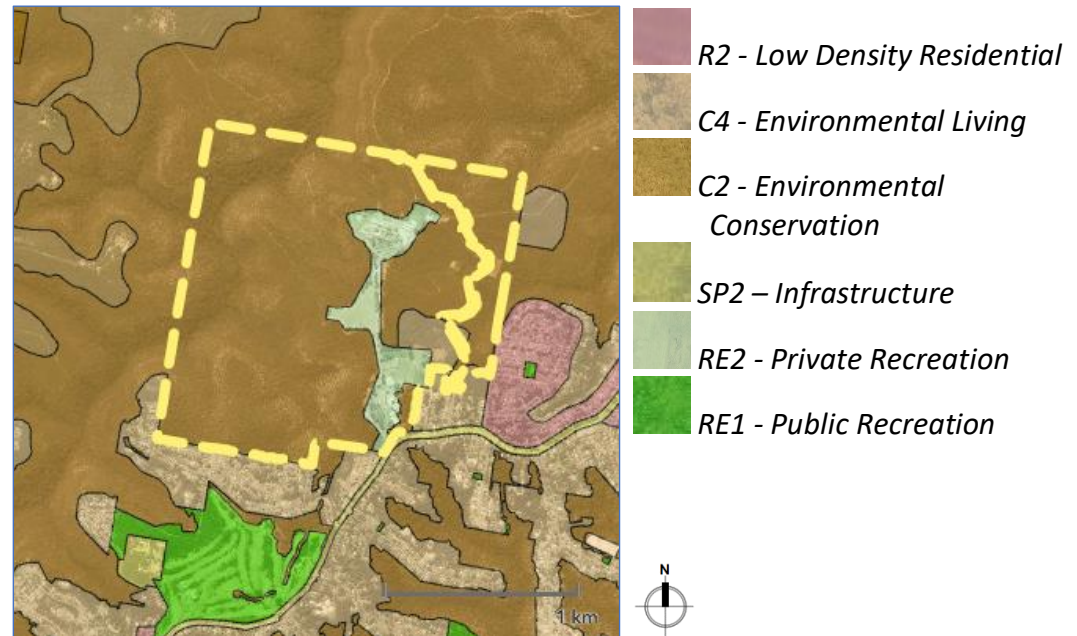 R2 - Low Density Residential
C4 - Environmental Living
C2 - Environmental
Conservation
SP2 – Infrastructure
RE2 - Private Recreation
RE1 - Public Recreation
1 km
N